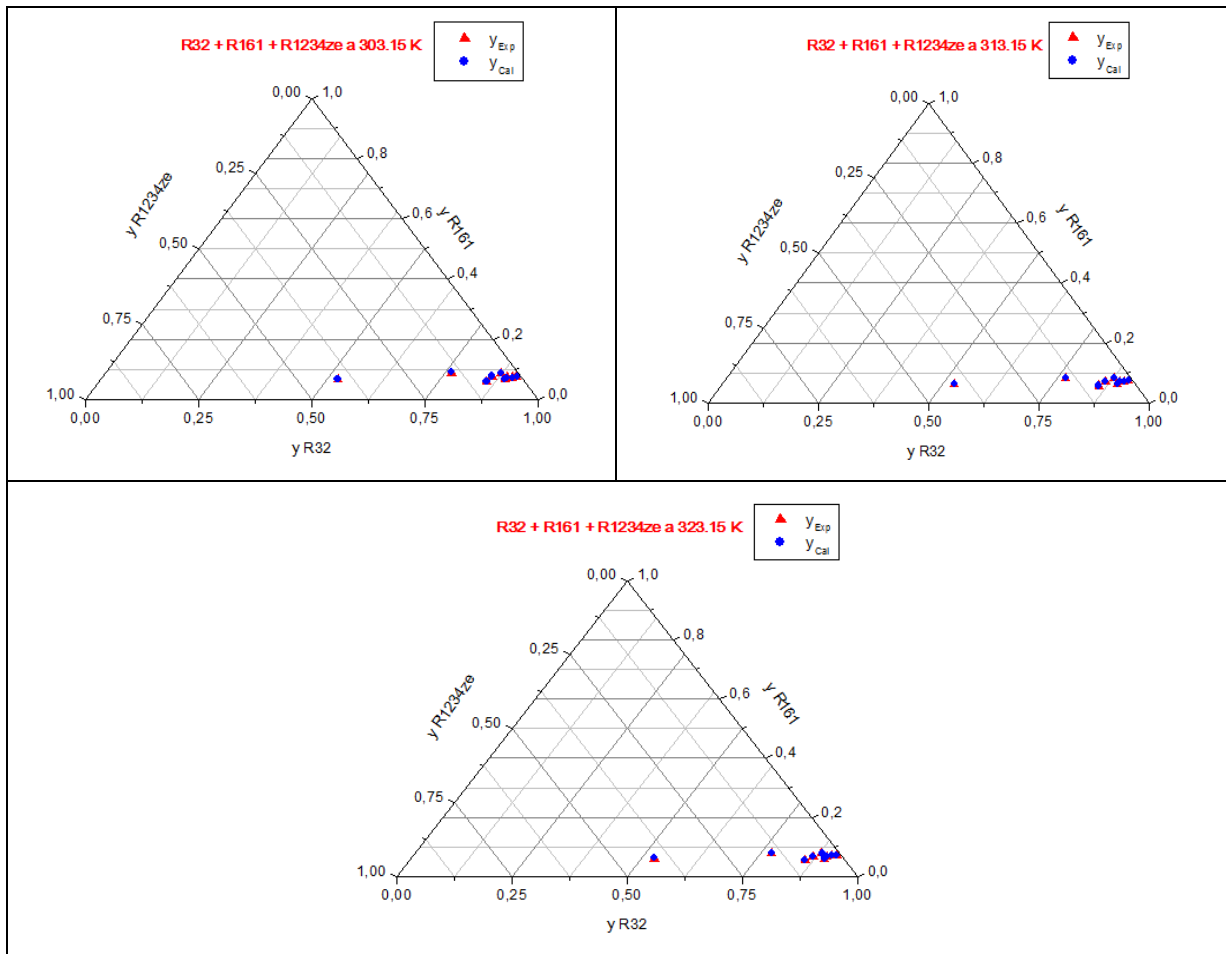 R32 + R161 + R1234ze a 303.15 K
yExp
yCal
0,00 1,0
0,25 0,8
0,50 0,6
0,75 0,4
1,00 0,2
0,0
y R1234ze
y R161
0,00 0,25 0,50 0,75 1,00
y R32
R32 + R161 + R1234ze a 313.15 K
yExp
yCal
0,00 1,0
0,25 0,8
0,50 0,6
0,75 0,4
1,00 0,2
0,0
y R1234ze
y R161
0,00 0,25 0,50 0,75 1,00
y R32
R32 + R161 + R1234ze a 323.15 K
yExp
yCal
0,00 1,0
0,25 0,8
0,50 0,6
0,75 0,4
1,00 0,2
0,0
y R1234ze
y R161
0,00 0,25 0,50 0,75 1,00
y R32